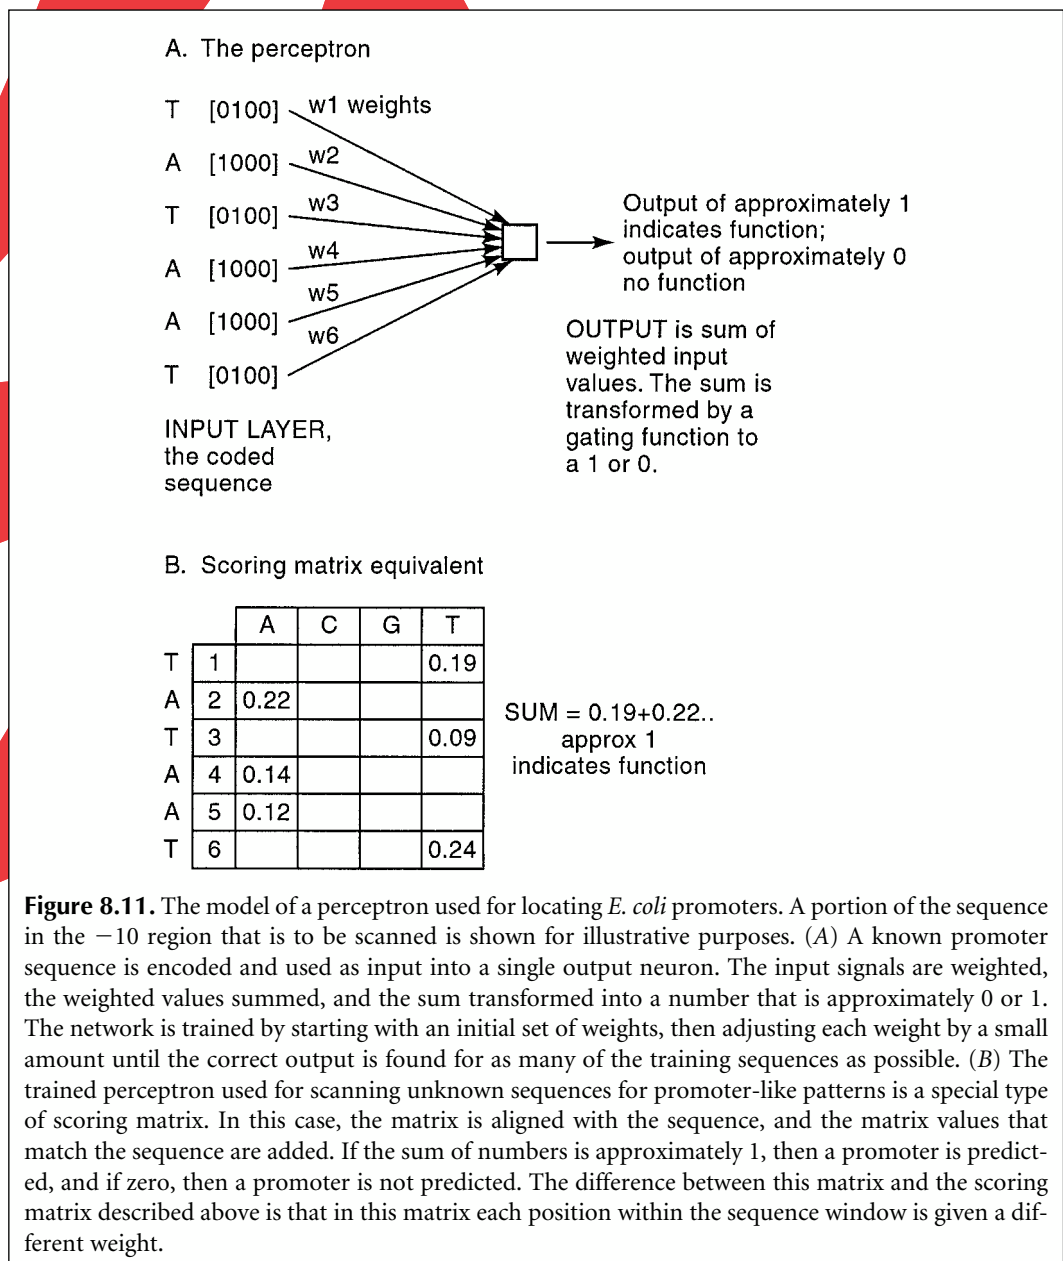 A. The perceptron
T [0100] w1 weights
A [1000] w2
T [0100] w3
A [1000] w4
A [1000] w5
T [0100] w6
Output of approximately 1
indicates function;
output of approximately 0
no function
OUTPUT is sum of
weighted input
values. The sum is
transformed by a
gating function to
a 1 or 0.
INPUT LAYER,
the coded
sequence
B. Scoring matrix equivalent
A C G T
T 1 0.19
A 2 0.22
T 3 0.09
A 4 0.14
A 5 0.12
T 6 0.24
SUM = 0.19+0.22..
approx 1
indicates function
Figure 8.11. The model of a perceptron used for locating E. coli promoters. A portion of the sequence
in the −10 region that is to be scanned is shown for illustrative purposes. (A) A known promoter
sequence is encoded and used as input into a single output neuron. The input signals are weighted,
the weighted values summed, and the sum transformed into a number that is approximately 0 or 1.
The network is trained by starting with an initial set of weights, then adjusting each weight by a small
amount until the correct output is found for as many of the training sequences as possible. (B) The
trained perceptron used for scanning unknown sequences for promoter-like patterns is a special type
of scoring matrix. In this case, the matrix is aligned with the sequence, and the matrix values that
match the sequence are added. If the sum of numbers is approximately 1, then a promoter is predict-
ed, and if zero, then a promoter is not predicted. The difference between this matrix and the scoring
matrix described above is that in this matrix each position within the sequence window is given a dif-
ferent weight.